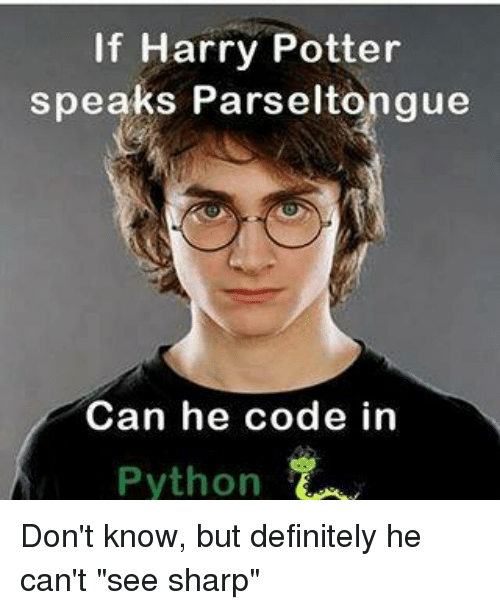 If Harry Potter
speaks Parseltongue
Can he code in
Python
Don't know, but definitely he
can't "see sharp"